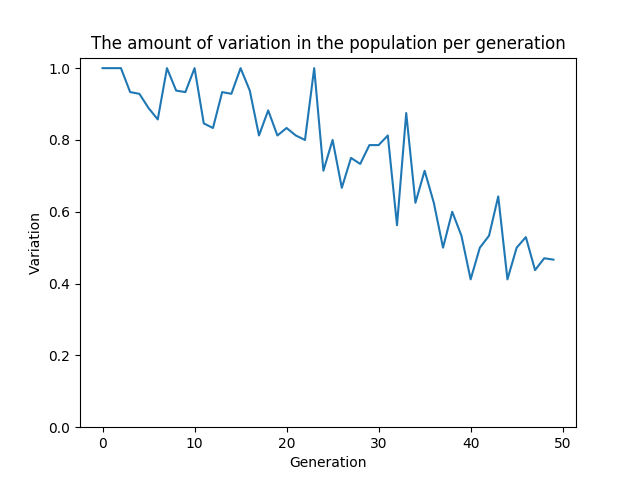 The amount of variation in the population per generation
1.0
0.8
0.6
0.4
0.2
0.0
Variation
0 10 20 30 40 50
Generation